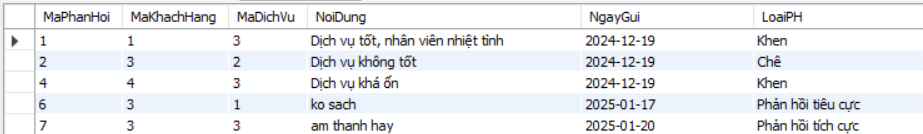 MaPhanHoi MaKhachHang MaDichVu NoiDung NgayGui LoaiPH
1 1 3 Dịch vụ tốt, nhân viên nhiệt tình 2024-12-19 Khen
2 3 2 Dịch vụ không tốt 2024-12-19 Chê
4 4 3 Dịch vụ khá ổn 2024-12-19 Khen
6 3 1 ko sach 2025-01-17 Phản hồi tiêu cực
7 3 3 am thanh hay 2025-01-20 Phản hồi tích cực